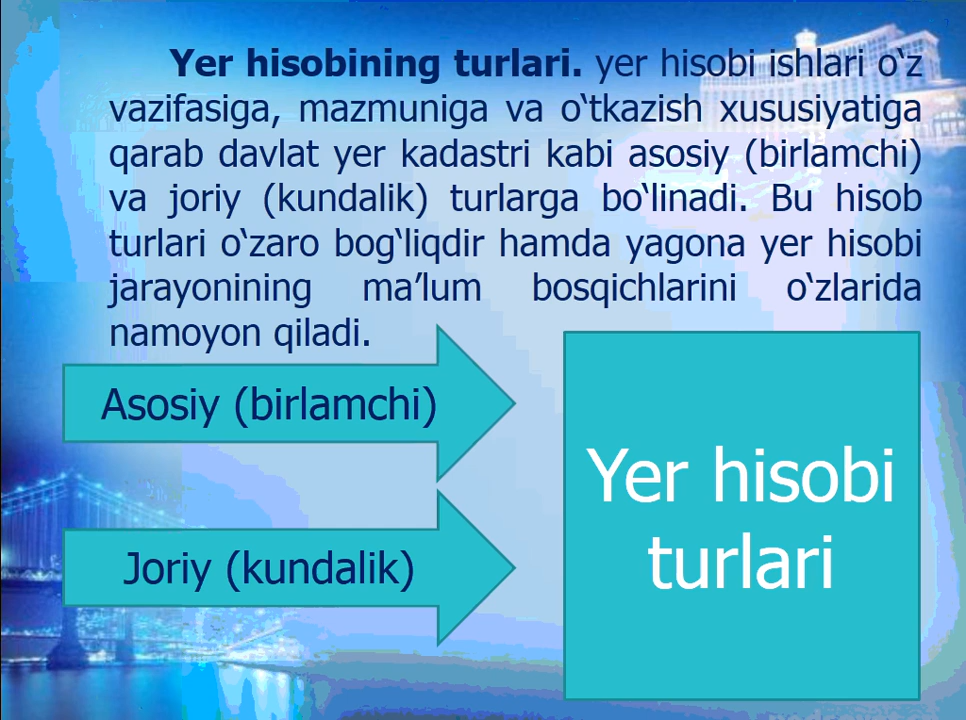 Yer hisobining turlari. yer hisobi ishlari o‘z
vazifasiga, mazmuniga va o‘tkazish xususiyatiga
qarab davlat yer kadastri kabi asosiy (birlamchi)
va joriy (kundalik) turlarga bo‘linadi. Bu hisob
turlari o‘zaro bog‘liqdir hamda yagona yer hisobi
jarayonining ma’lum bosqichlarini o‘zlarida
namoyon qiladi.
Asosiy (birlamchi)
Joriy (kundalik)
Yer hisobi
turlari